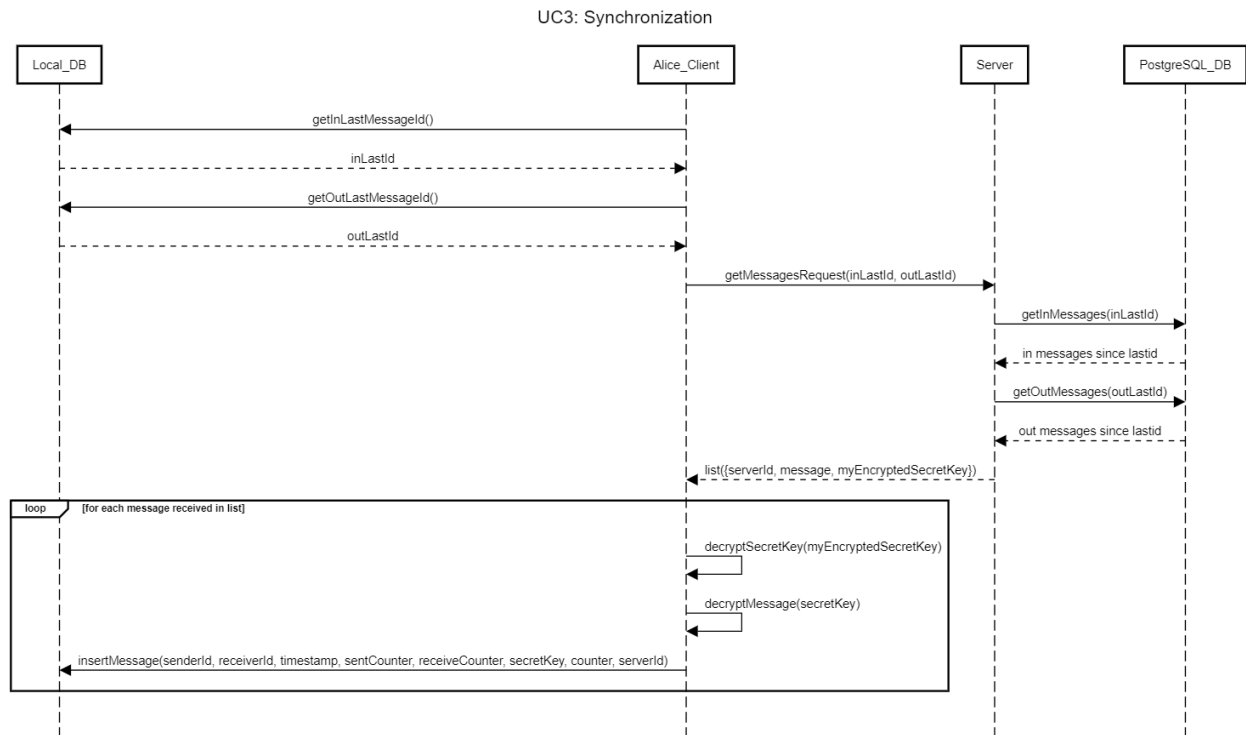 UC3: Synchronization
Local_DB
Alice_Client
Server
PostgreSQL_DB
getInLastMessageId()
inLastId
getOutLastMessageId()
outLastId
getMessagesRequest(inLastId, outLastId)
getInMessages(inLastId)
in messages since lastid
getOutMessages(outLastId)
out messages since lastid
list({serverId, message, myEncryptedSecretKey})
loop
[for each message received in list]
decryptSecretKey(myEncryptedSecretKey)
decryptMessage(secretKey)
insertMessage(senderId, receiverId, timestamp, sentCounter, receiveCounter, secretKey, counter, serverId)